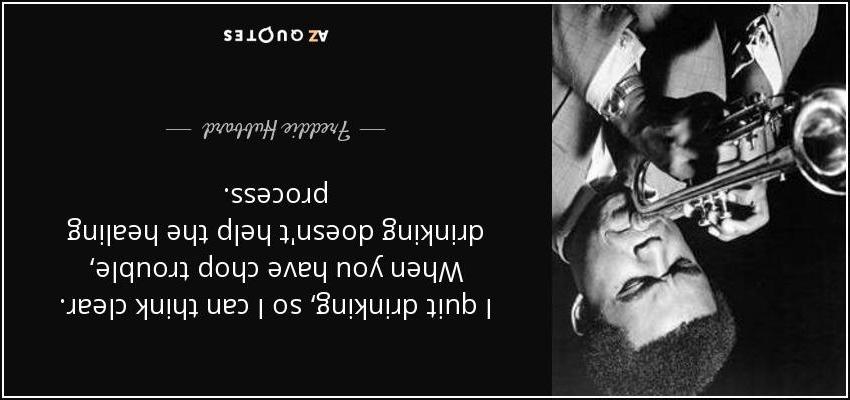 I quit drinking, so I can think clear.
When you have chop trouble,
drinking doesn't help the healing
process.
— Freddie Hubbard —
AZ QUOTES